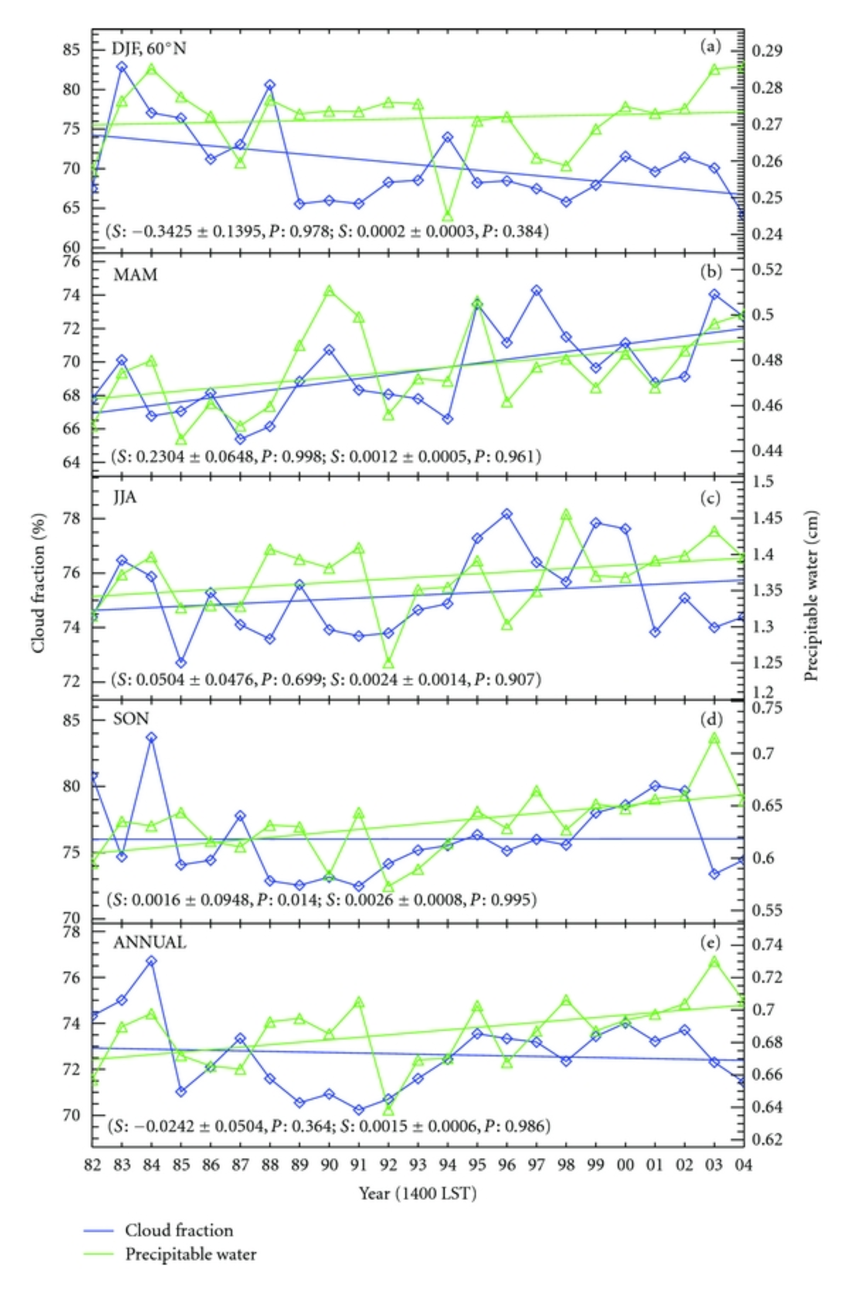 DJF, 60°N
(a)
85
80
75
70
65
60
0.29
0.28
0.27
0.26
0.25
0.24
(S: −0.3425 ± 0.1395, P: 0.978; S: 0.0002 ± 0.0003, P: 0.384)
MAM
(b)
76
74
72
70
68
66
64
0.52
0.5
0.48
0.46
0.44
(S: 0.2304 ± 0.0648, P: 0.998; S: 0.0012 ± 0.0005, P: 0.961)
JJA
(c)
78
76
74
72
1.5
1.45
1.4
1.35
1.3
1.25
1.2
(S: 0.0504 ± 0.0476, P: 0.699; S: 0.0024 ± 0.0014, P: 0.907)
Cloud fraction (%)
Precipitable water (cm)
SON
(d)
85
80
75
70
0.75
0.7
0.65
0.6
0.55
(S: 0.0016 ± 0.0948, P: 0.014; S: 0.0026 ± 0.0008, P: 0.995)
ANNUAL
(e)
78
76
74
72
70
0.74
0.72
0.7
0.68
0.66
0.64
0.62
(S: −0.0242 ± 0.0504, P: 0.364; S: 0.0015 ± 0.0006, P: 0.986)
82 83 84 85 86 87 88 89 90 91 92 93 94 95 96 97 98 99 00 01 02 03 04
Year (1400 LST)
Cloud fraction
Precipitable water